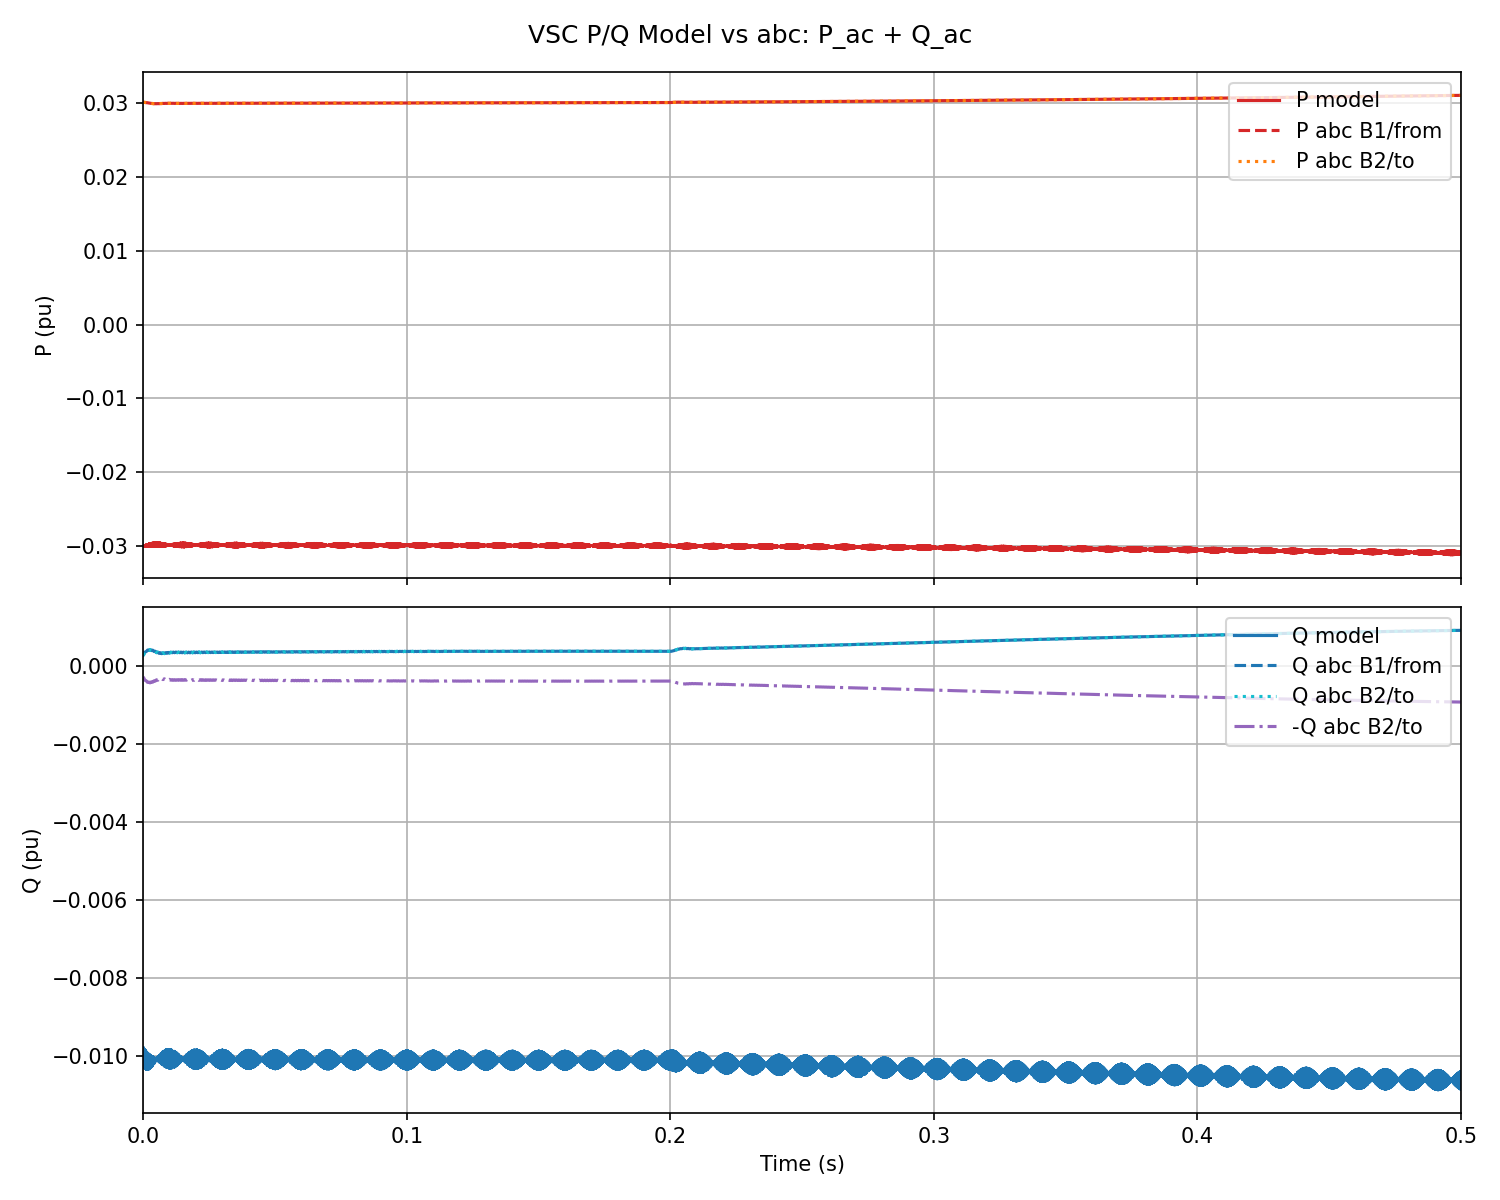 VSC P/Q Model vs abc: P_ac + Q_ac
0.03
0.02
0.01
0.00
−0.01
−0.02
−0.03
P (pu)
P model
P abc B1/from
P abc B2/to
0.000
−0.002
−0.004
−0.006
−0.008
−0.010
Q (pu)
Q model
Q abc B1/from
Q abc B2/to
-Q abc B2/to
0.0 0.1 0.2 0.3 0.4 0.5
Time (s)